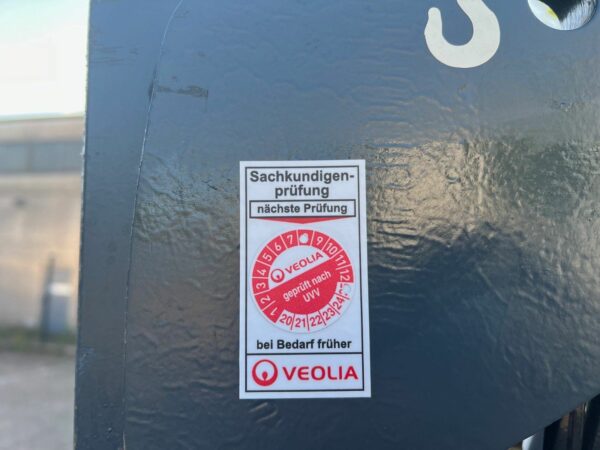 Sachkundigen-
prüfung
nächste Prüfung
1 2 3 4 5 6 7 9 10 11 12
VEOLIA
geprüft nach
UVV
20 21 22 23 24
bei Bedarf früher
VEOLIA